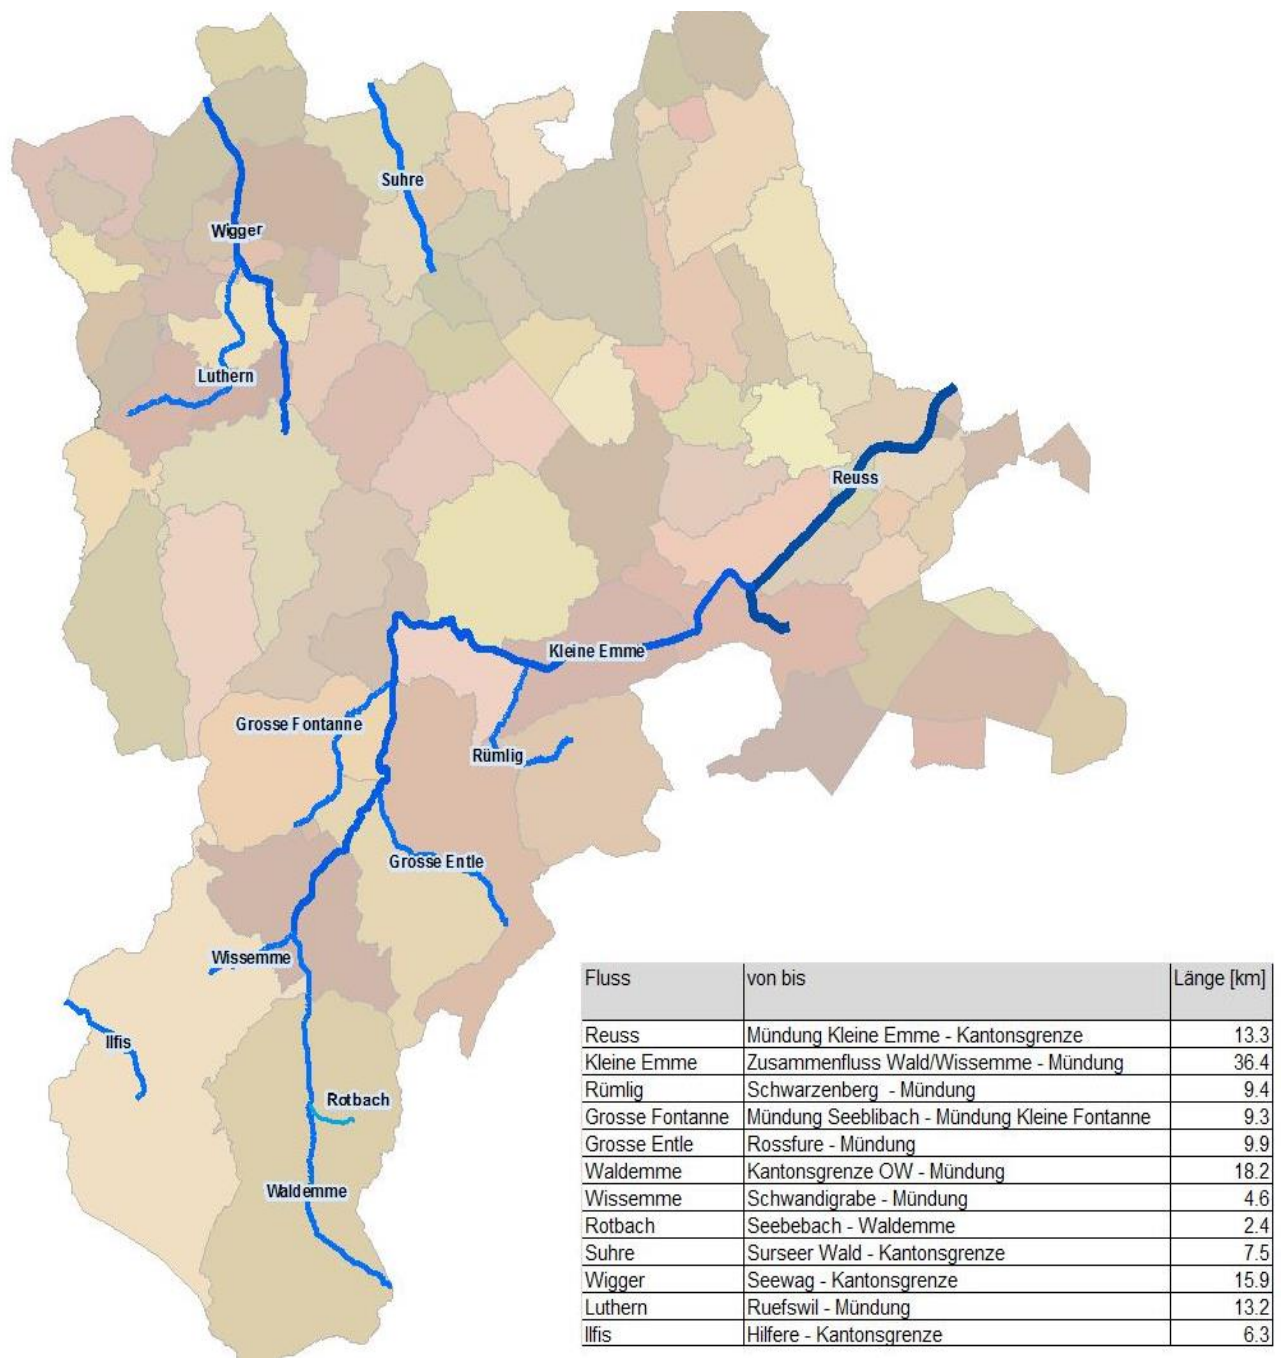 Suhre
Wigger
Luthern
Reuss
Kleine Emme
Grosse Fontanne
Rümlig
Grosse Entle
Wissemme
Ilfis
Rotbach
Waldemme
Fluss von bis Länge [km]
Reuss Mündung Kleine Emme - Kantonsgrenze 13.3
Kleine Emme Zusammenfluss Wald/Wissemme - Mündung 36.4
Rümlig Schwarzenberg - Mündung 9.4
Grosse Fontanne Mündung Seeblibach - Mündung Kleine Fontanne 9.3
Grosse Entle Rossfure - Mündung 9.9
Waldemme Kantonsgrenze OW - Mündung 18.2
Wissemme Schwandigrabe - Mündung 4.6
Rotbach Seebebach - Waldemme 2.4
Suhre Surseer Wald - Kantonsgrenze 7.5
Wigger Seewag - Kantonsgrenze 15.9
Luthern Ruefswil - Mündung 13.2
Ilfis Hilfere - Kantonsgrenze 6.3